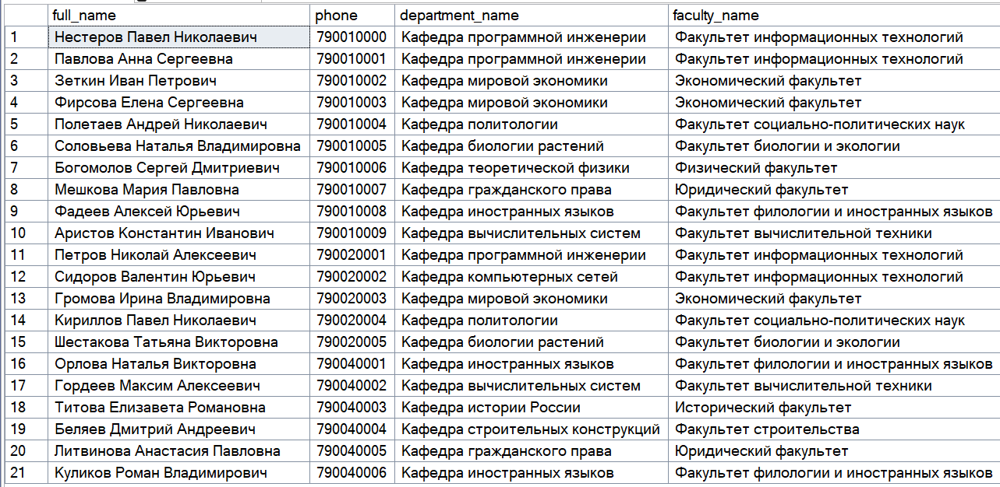 full_name phone department_name faculty_name
1 Нестеров Павел Николаевич 790010000 Кафедра программной инженерии Факультет информационных технологий
2 Павлова Анна Сергеевна 790010001 Кафедра программной инженерии Факультет информационных технологий
3 Зеткин Иван Петрович 790010002 Кафедра мировой экономики Экономический факультет
4 Фирсова Елена Сергеевна 790010003 Кафедра мировой экономики Экономический факультет
5 Полетаев Андрей Николаевич 790010004 Кафедра политологии Факультет социально-политических наук
6 Соловьева Наталья Владимировна 790010005 Кафедра биологии растений Факультет биологии и экологии
7 Богомолов Сергей Дмитриевич 790010006 Кафедра теоретической физики Физический факультет
8 Мешкова Мария Павловна 790010007 Кафедра гражданского права Юридический факультет
9 Фадеев Алексей Юрьевич 790010008 Кафедра иностранных языков Факультет филологии и иностранных языков
10 Аристов Константин Иванович 790010009 Кафедра вычислительных систем Факультет вычислительной техники
11 Петров Николай Алексеевич 790020001 Кафедра программной инженерии Факультет информационных технологий
12 Сидоров Валентин Юрьевич 790020002 Кафедра компьютерных сетей Факультет информационных технологий
13 Громова Ирина Владимировна 790020003 Кафедра мировой экономики Экономический факультет
14 Кириллов Павел Николаевич 790020004 Кафедра политологии Факультет социально-политических наук
15 Шестакова Татьяна Викторовна 790020005 Кафедра биологии растений Факультет биологии и экологии
16 Орлова Наталья Викторовна 790040001 Кафедра иностранных языков Факультет филологии и иностранных языков
17 Гордеев Максим Алексеевич 790040002 Кафедра вычислительных систем Факультет вычислительной техники
18 Титова Елизавета Романовна 790040003 Кафедра истории России Исторический факультет
19 Беляев Дмитрий Андреевич 790040004 Кафедра строительных конструкций Факультет строительства
20 Литвинова Анастасия Павловна 790040005 Кафедра гражданского права Юридический факультет
21 Куликов Роман Владимирович 790040006 Кафедра иностранных языков Факультет филологии и иностранных языков